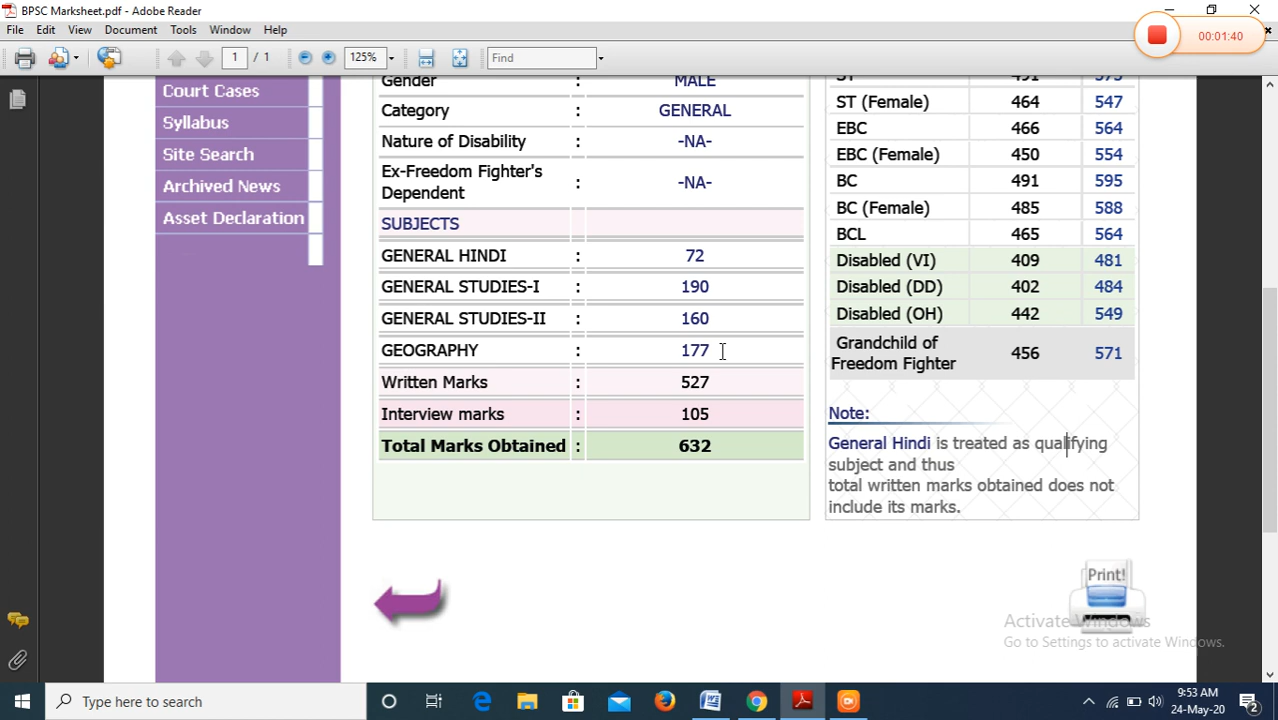 BPSC Marksheet.pdf - Adobe Reader
File Edit View Document Tools Window Help
00:01:40
1 / 1 125% Find
Court Cases
Syllabus
Site Search
Archived News
Asset Declaration
Gender : MALE
Category : GENERAL
Nature of Disability : -NA-
Ex-Freedom Fighter's
Dependent : -NA-
SUBJECTS
GENERAL HINDI : 72
GENERAL STUDIES-I : 190
GENERAL STUDIES-II : 160
GEOGRAPHY : 177
Written Marks : 527
Interview marks : 105
Total Marks Obtained : 632
ST 491 575
ST (Female) 464 547
EBC 466 564
EBC (Female) 450 554
BC 491 595
BC (Female) 485 588
BCL 465 564
Disabled (VI) 409 481
Disabled (DD) 402 484
Disabled (OH) 442 549
Grandchild of
Freedom Fighter 456 571
Note:
General Hindi is treated as qualifying
subject and thus
total written marks obtained does not
include its marks.
Print!
Activate Windows
Go to Settings to activate Windows.
Type here to search
9:53 AM
24-May-20
2